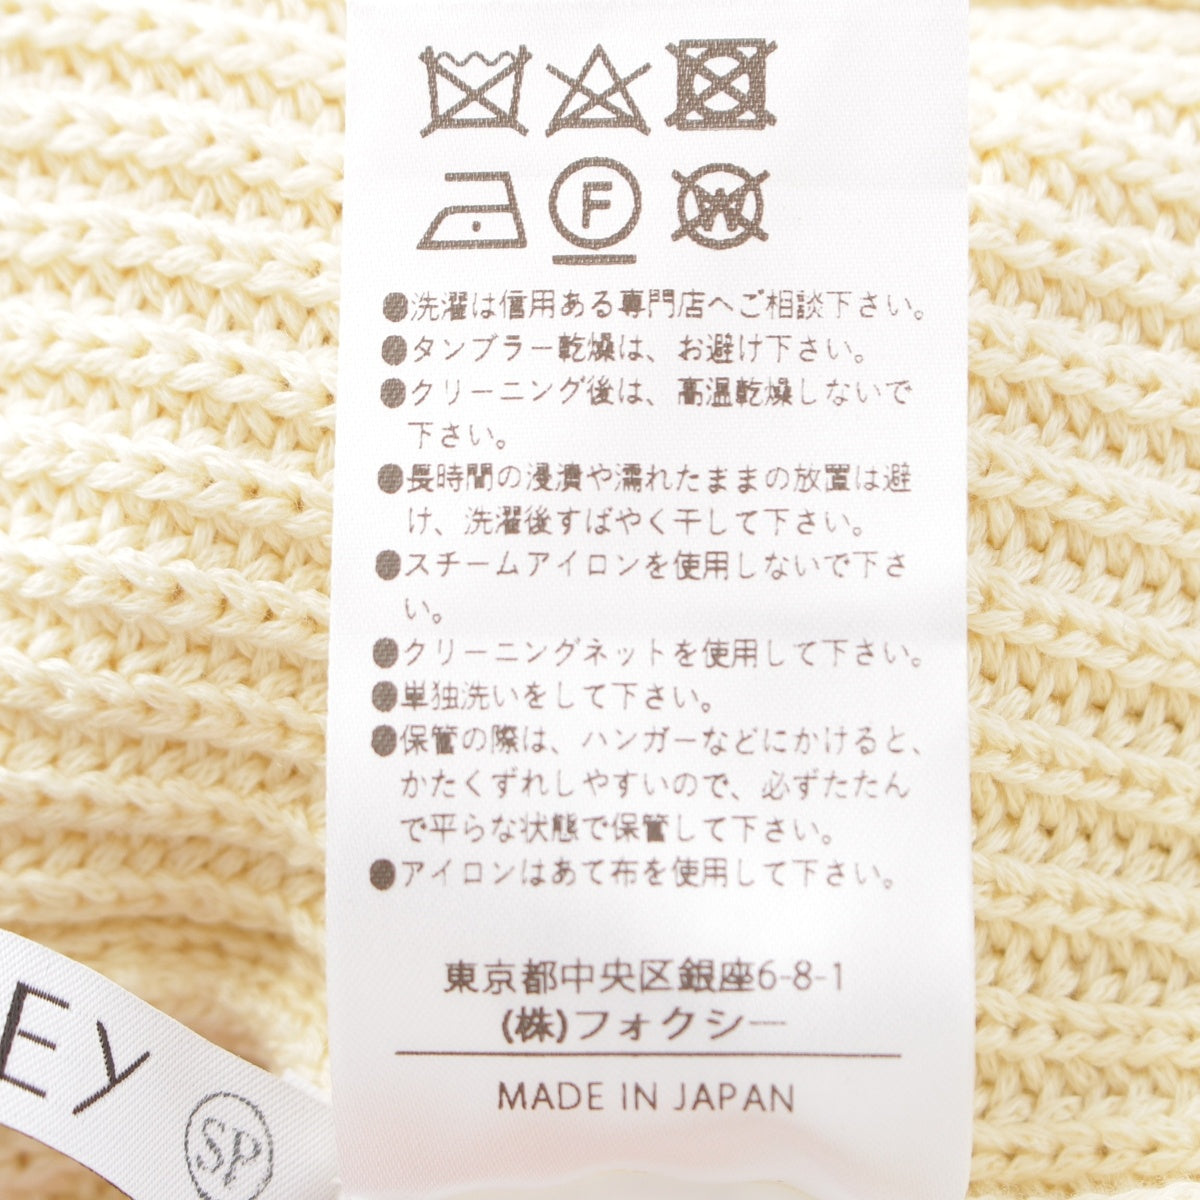 F
W
●洗濯は信用ある専門店へご相談下さい。
●タンブラー乾燥は、お避け下さい。
●クリーニング後は、高温乾燥しないで
下さい。
●長時間の浸漬や濡れたままの放置は避
け、洗濯後すばやく干して下さい。
●スチームアイロンを使用しないで下さ
い。
●クリーニングネットを使用して下さい。
●単独洗いをして下さい。
●保管の際は、ハンガーなどにかけると、
かたくずれしやすいので、必ずたたん
で平らな状態で保管して下さい。
●アイロンはあて布を使用して下さい。
東京都中央区銀座6-8-1
(株)フォクシー
MADE IN JAPAN
EY
SP